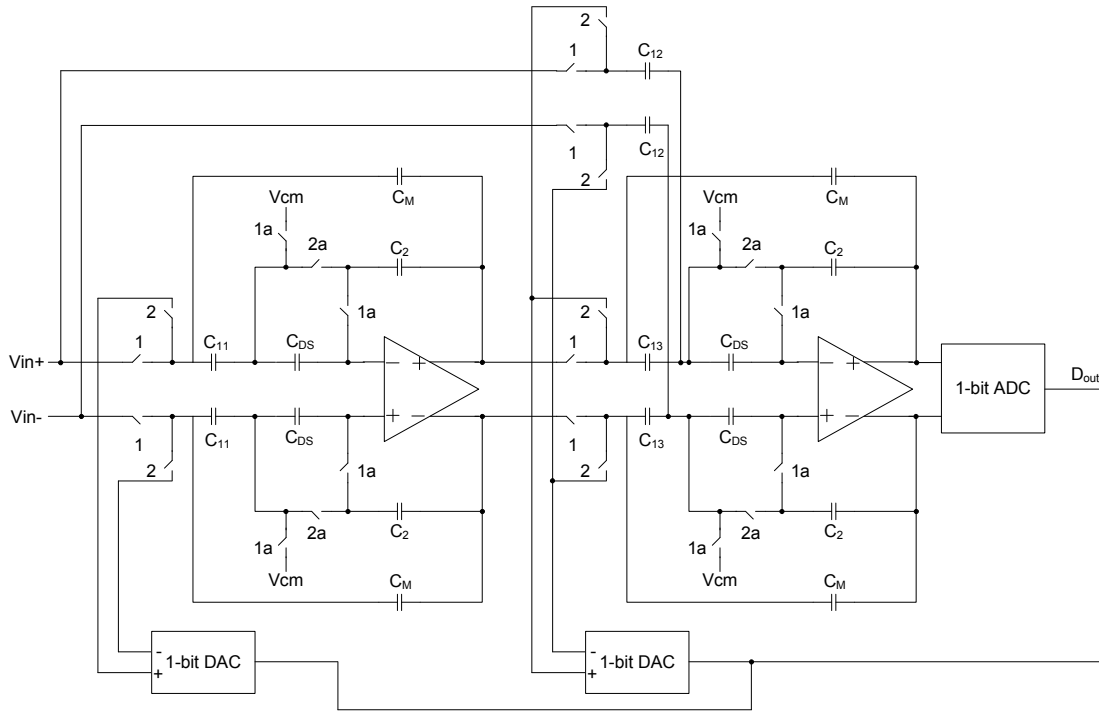 2
1
C12
C12
1
2
CM
CM
Vcm
Vcm
1a
2a
C2
1a
2a
C2
2
1a
2
1a
Vin+
1
C11
CDS
− +
1
C13
CDS
− +
1-bit ADC
Dout
Vin-
1
C11
CDS
+ −
1
C13
CDS
+ −
2
1a
2
1a
1a
2a
C2
1a
2a
C2
Vcm
CM
Vcm
CM
-
+
1-bit DAC
-
+
1-bit DAC